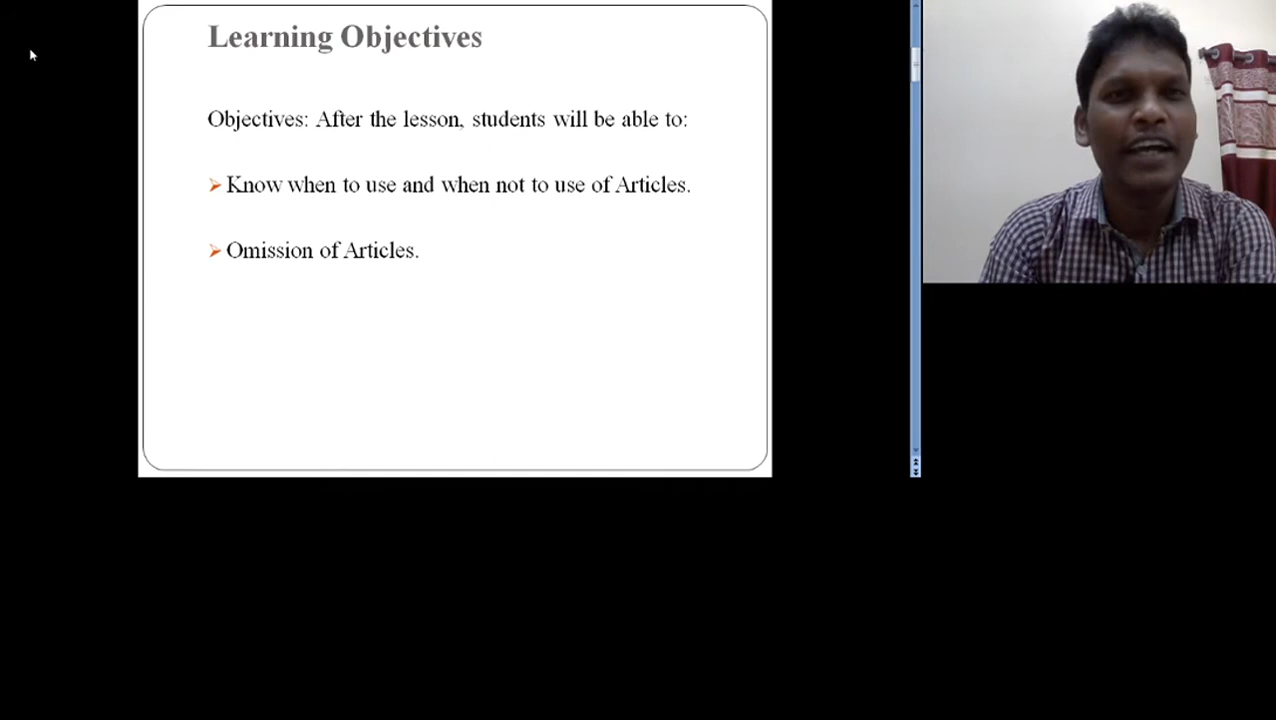 Learning Objectives
Objectives: After the lesson, students will be able to:
Know when to use and when not to use of Articles.
Omission of Articles.